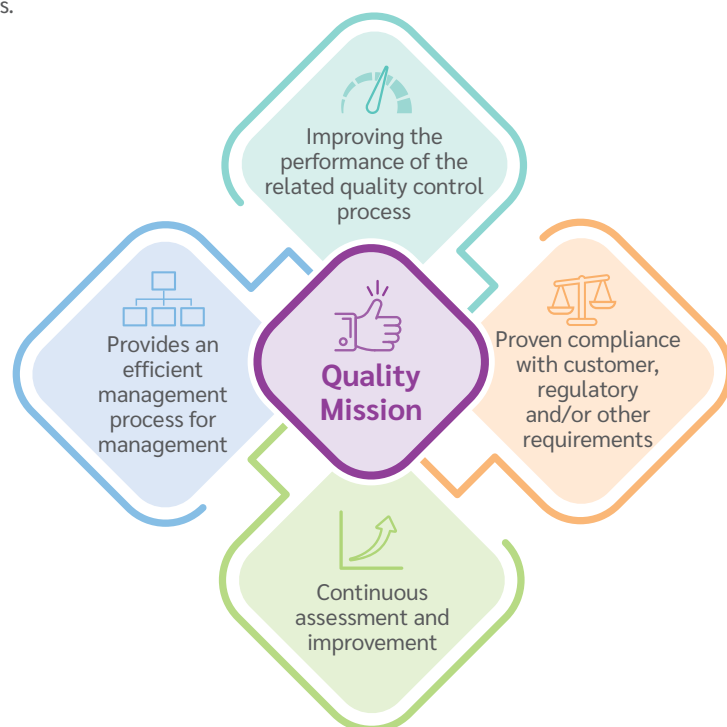 s.
Improving the
performance of the
related quality control
process
Provides an
efficient
management
process for
management
Quality
Mission
Proven compliance
with customer,
regulatory
and/or other
requirements
Continuous
assessment and
improvement